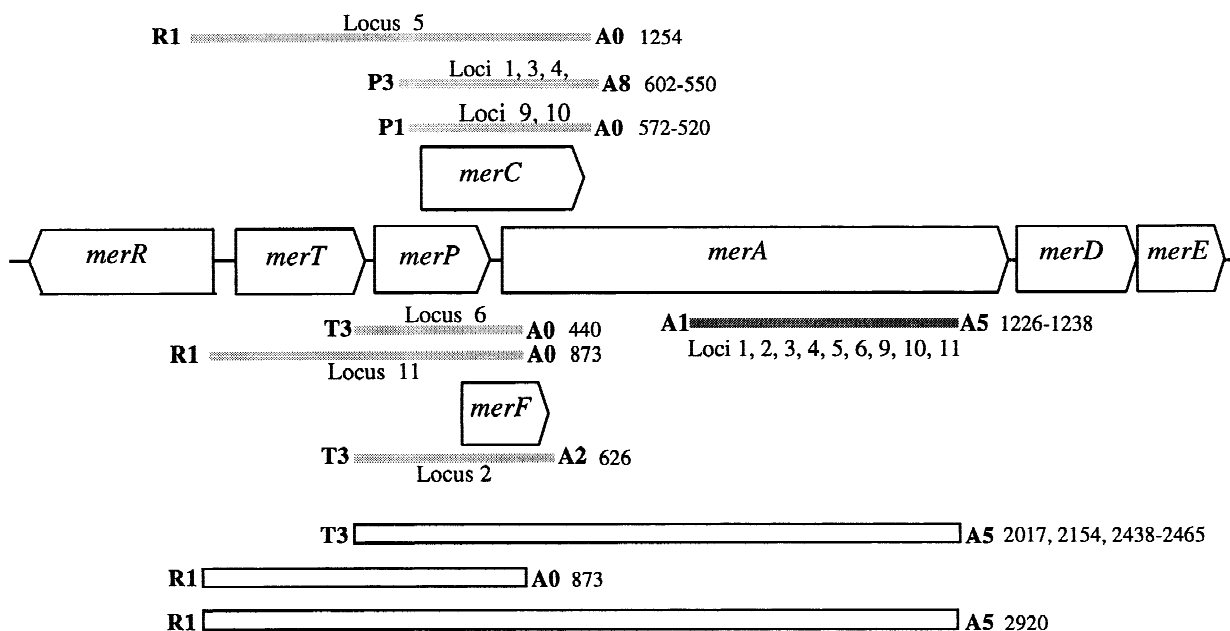 Locus 5
R1 A0 1254
Loci 1, 3, 4,
P3 A8 602-550
Loci 9, 10
P1 A0 572-520
merC
merR merT merP merA merD merE
Locus 6
T3 A0 440 A1 A5 1226-1238
R1 A0 873 Loci 1, 2, 3, 4, 5, 6, 9, 10, 11
Locus 11
merF
T3 A2 626
Locus 2
T3 A5 2017, 2154, 2438-2465
R1 A0 873
R1 A5 2920